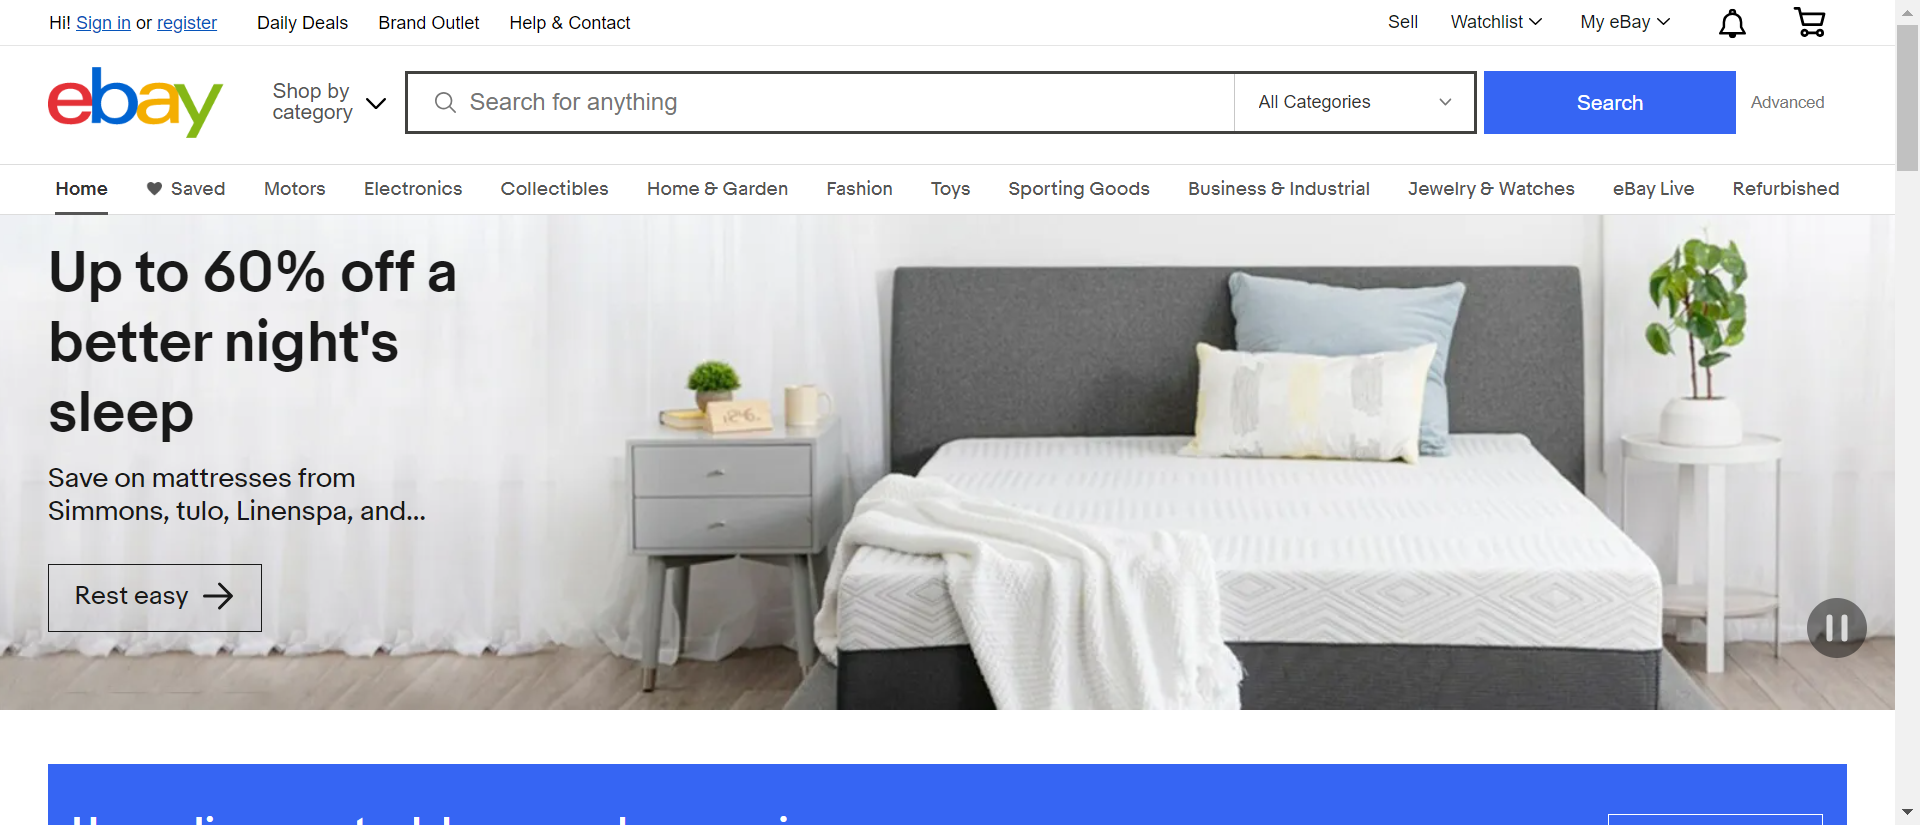 Hi! Sign in or register Daily Deals Brand Outlet Help & Contact Sell Watchlist My eBay
ebay Shop by category Search for anything All Categories Search Advanced
Home Saved Motors Electronics Collectibles Home & Garden Fashion Toys Sporting Goods Business & Industrial Jewelry & Watches eBay Live Refurbished
Up to 60% off a
better night's
sleep
Save on mattresses from
Simmons, tulo, Linenspa, and...
Rest easy